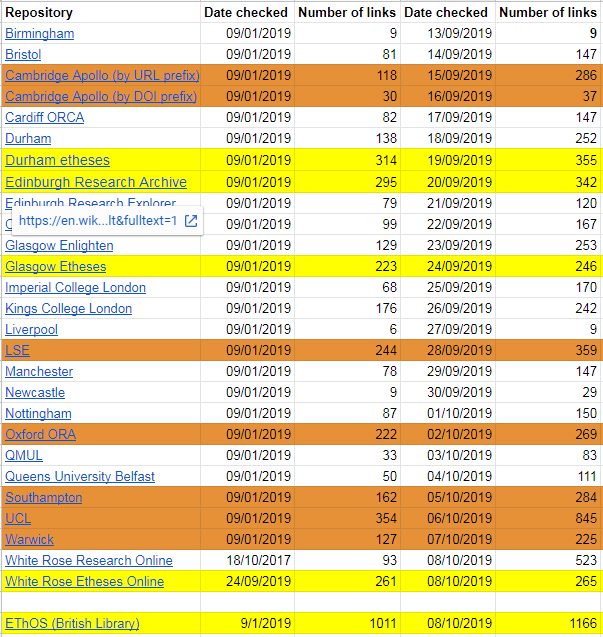 Repository Date checked Number of links Date checked Number of links
Birmingham 09/01/2019 9 13/09/2019 9
Bristol 09/01/2019 81 14/09/2019 147
Cambridge Apollo (by URL prefix) 09/01/2019 118 15/09/2019 286
Cambridge Apollo (by DOI prefix) 09/01/2019 30 16/09/2019 37
Cardiff ORCA 09/01/2019 82 17/09/2019 147
Durham 09/01/2019 138 18/09/2019 252
Durham etheses 09/01/2019 314 19/09/2019 355
Edinburgh Research Archive 09/01/2019 295 20/09/2019 342
Edinburgh Research Explorer 09/01/2019 79 21/09/2019 120
https://en.wik...lt&fulltext=1 09/01/2019 99 22/09/2019 167
Glasgow Enlighten 09/01/2019 129 23/09/2019 253
Glasgow Etheses 09/01/2019 223 24/09/2019 246
Imperial College London 09/01/2019 68 25/09/2019 170
Kings College London 09/01/2019 176 26/09/2019 242
Liverpool 09/01/2019 6 27/09/2019 9
LSE 09/01/2019 244 28/09/2019 359
Manchester 09/01/2019 78 29/09/2019 147
Newcastle 09/01/2019 9 30/09/2019 29
Nottingham 09/01/2019 87 01/10/2019 150
Oxford ORA 09/01/2019 222 02/10/2019 269
QMUL 09/01/2019 33 03/10/2019 83
Queens University Belfast 09/01/2019 50 04/10/2019 111
Southampton 09/01/2019 162 05/10/2019 284
UCL 09/01/2019 354 06/10/2019 845
Warwick 09/01/2019 127 07/10/2019 225
White Rose Research Online 18/10/2017 93 08/10/2019 523
White Rose Etheses Online 24/09/2019 261 08/10/2019 265
EThOS (British Library) 9/1/2019 1011 08/10/2019 1166